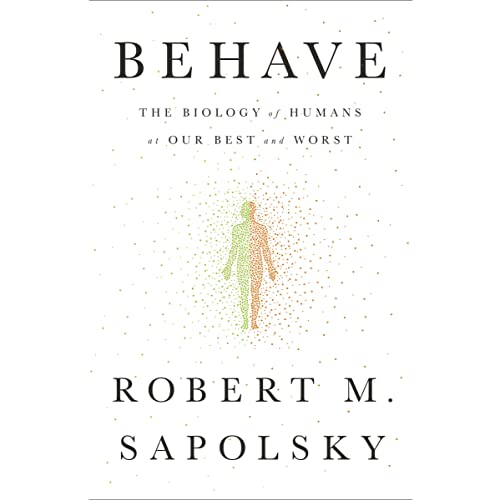 BEHAVE
THE BIOLOGY of HUMANS
at OUR BEST and WORST
ROBERT M.
SAPOLSKY